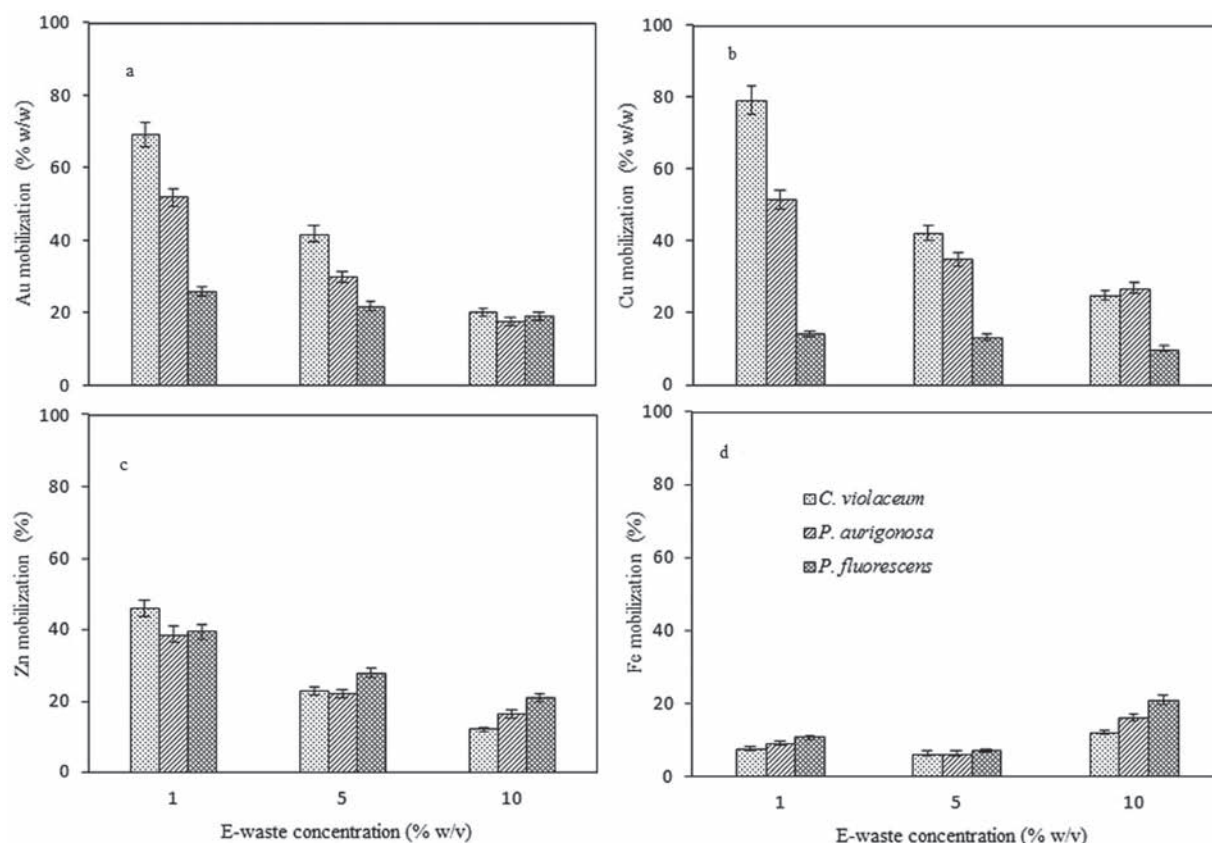 100
80
60
40
20
0
Au mobilization (% w/w)
a
100
80
60
40
20
0
Cu mobilization (% w/w)
b
100
80
60
40
20
0
Zn mobilization (%)
c
1
5
10
E-waste concentration (% w/v)
100
80
60
40
20
0
Fe mobilization (%)
d
C. violaceum
P. aurigonosa
P. fluorescens
1
5
10
E-waste concentration (% w/v)